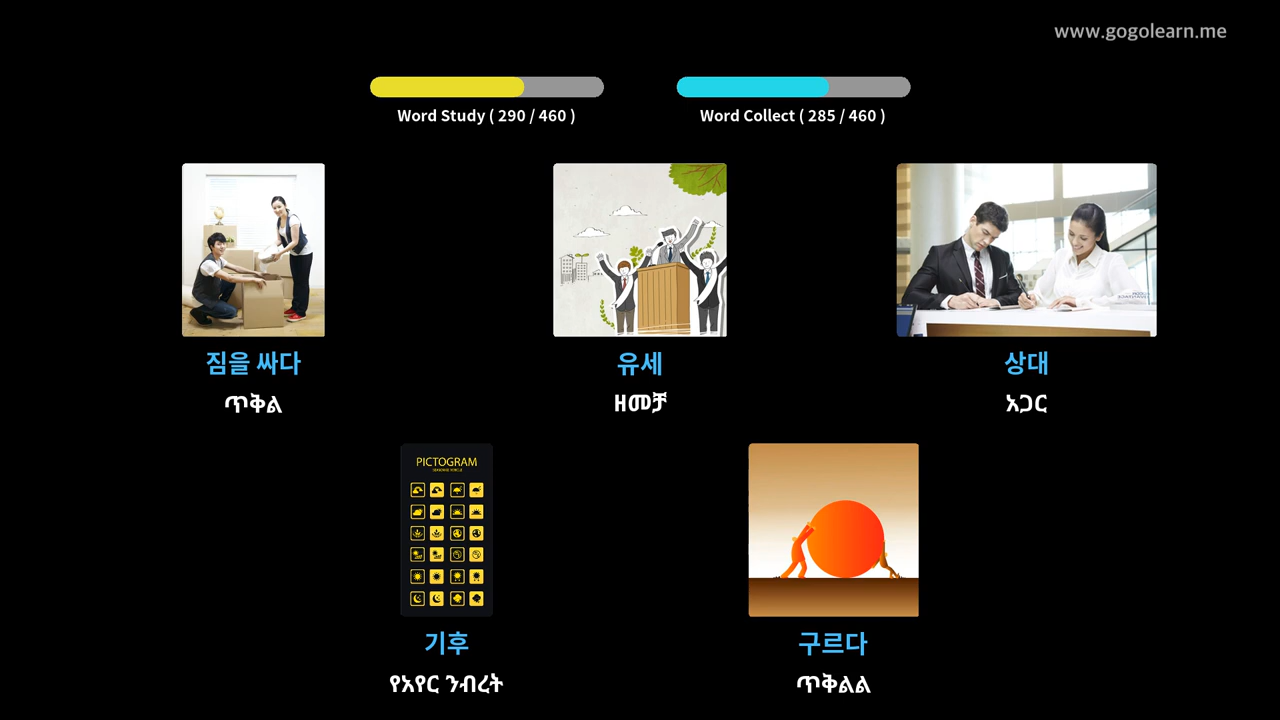 www.gogolearn.me
Word Study ( 290 / 460 )
Word Collect ( 285 / 460 )
짐을 싸다
ጥቅል
유세
ዘመቻ
상대
አጋር
PICTOGRAM
기후
የአየር ንብረት
구르다
ጥቅልል